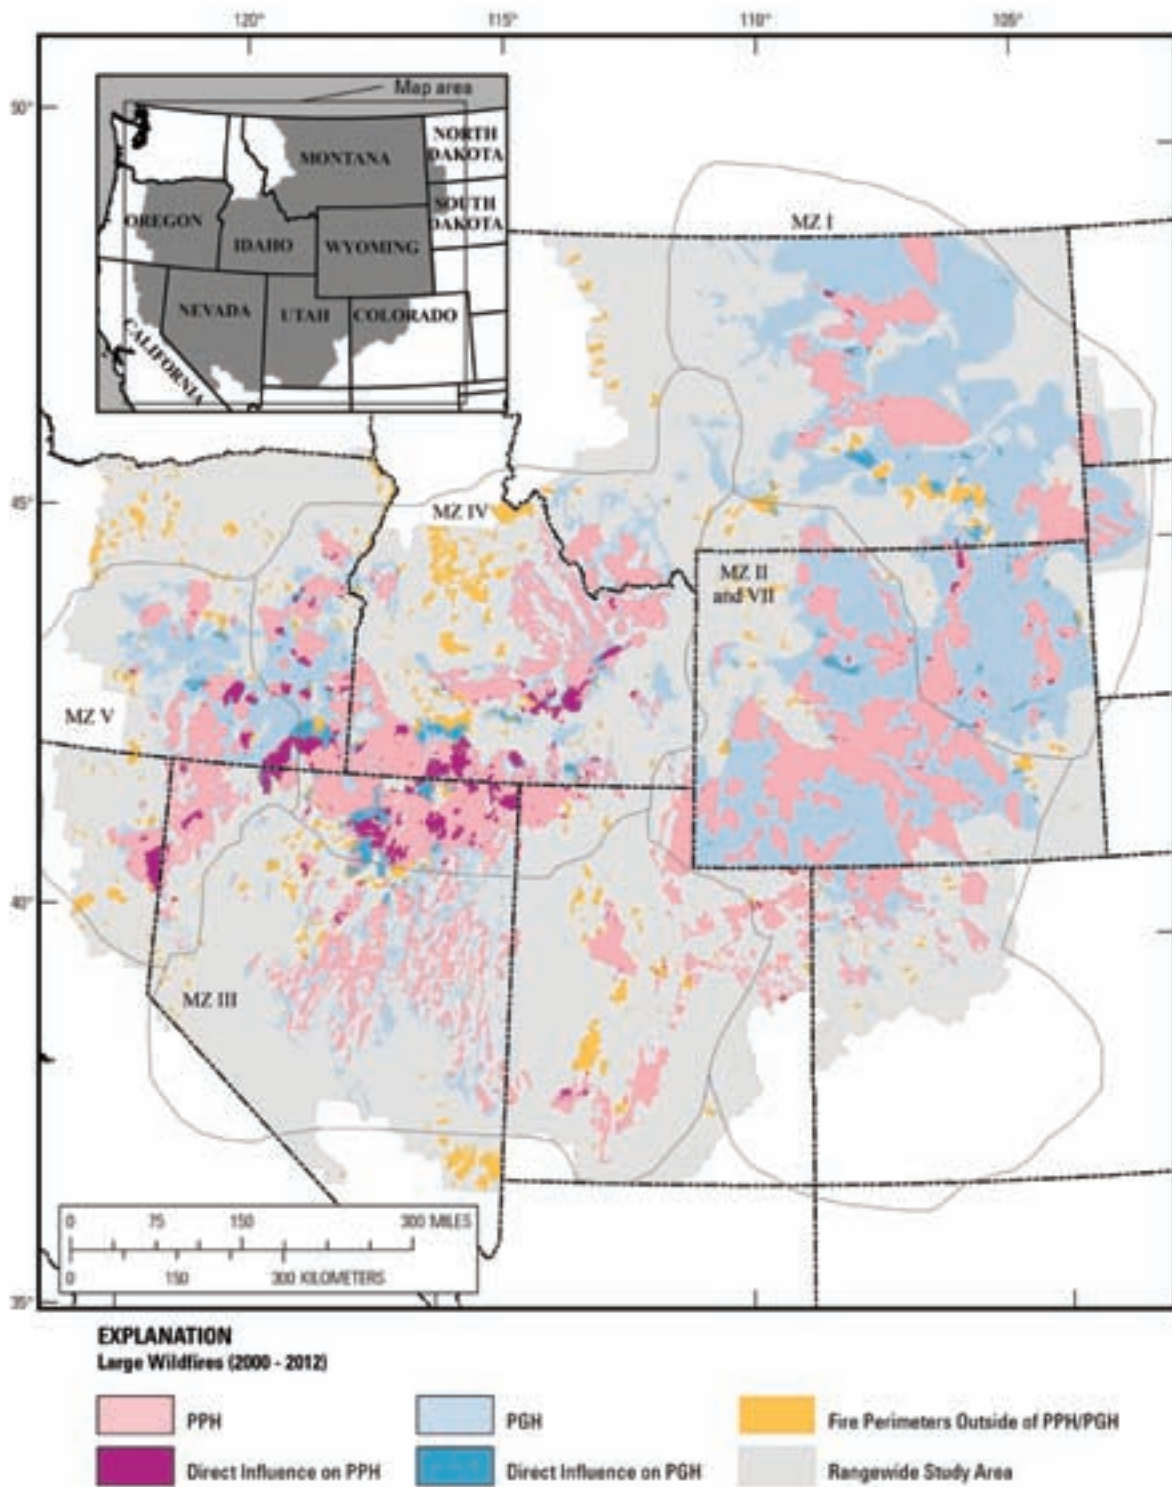 120° 115° 110° 105°
50°
Map area
NORTH
DAKOTA
MONTANA
SOUTH
DAKOTA
OREGON
IDAHO
WYOMING
NEVADA
UTAH
COLORADO
CALIFORNIA
MZ I
45°
MZ IV
MZ II
and VII
MZ V
40°
MZ III
0 75 150 300 MILES
0 150 300 KILOMETERS
35°
EXPLANATION
Large Wildfires (2000 - 2012)
PPH PGH Fire Perimeters Outside of PPH/PGH
Direct Influence on PPH Direct Influence on PGH Rangewide Study Area